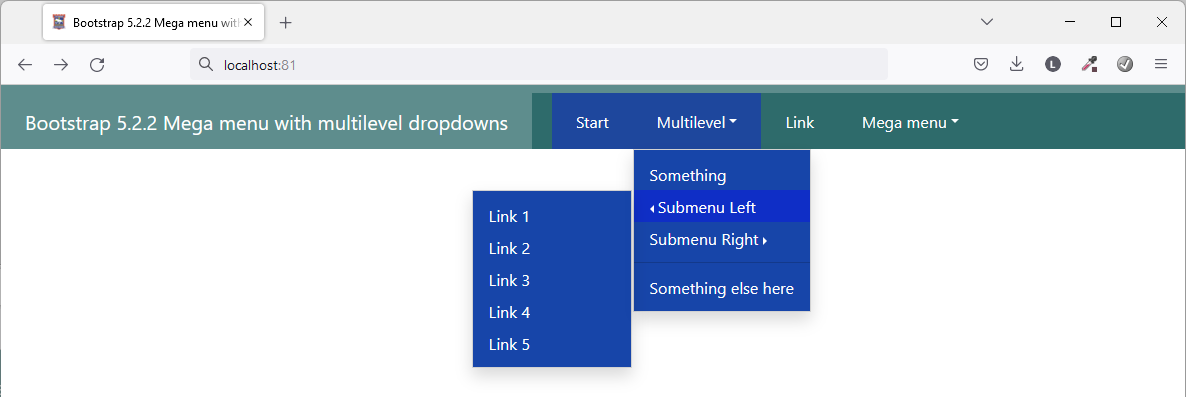 Bootstrap 5.2.2 Mega menu with
localhost:81
L
Bootstrap 5.2.2 Mega menu with multilevel dropdowns
Start
Multilevel
Link
Mega menu
Something
Submenu Left
Submenu Right
Something else here
Link 1
Link 2
Link 3
Link 4
Link 5